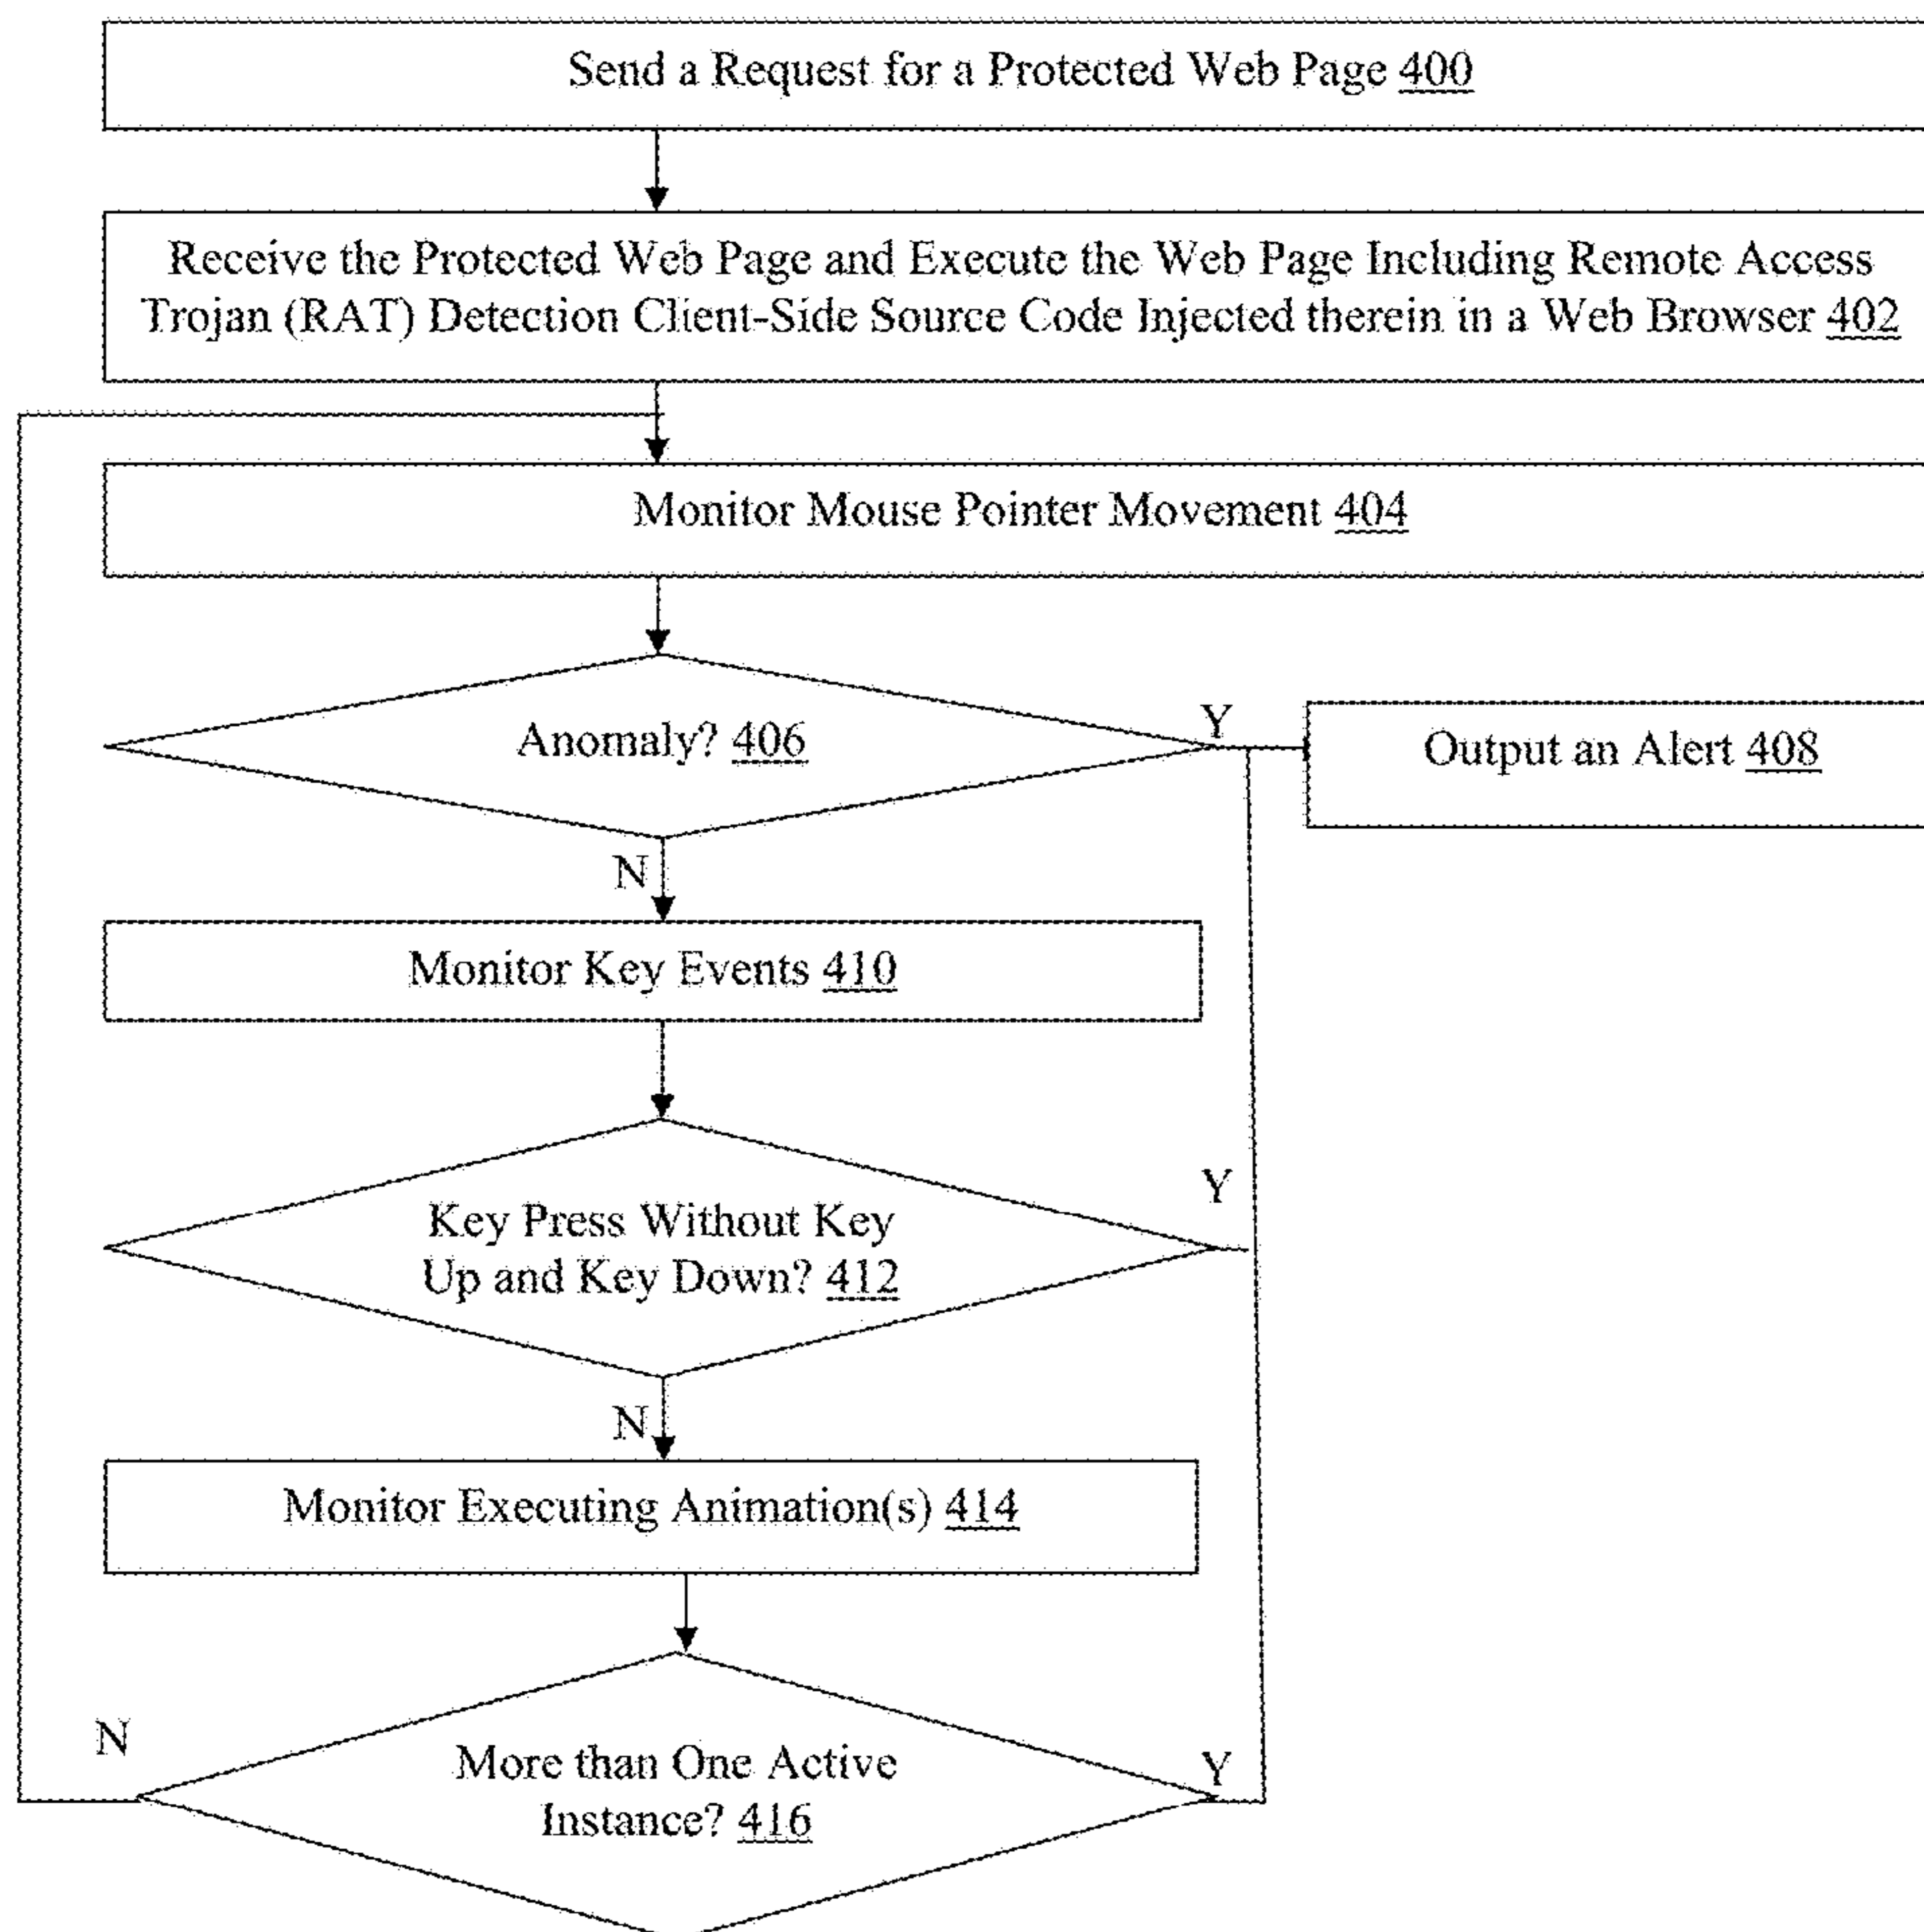 Send a Request for a Protected Web Page 400
Receive the Protected Web Page and Execute the Web Page Including Remote Access
Trojan (RAT) Detection Client-Side Source Code Injected therein in a Web Browser 402
Monitor Mouse Pointer Movement 404
Anomaly? 406
Y
Output an Alert 408
N
Monitor Key Events 410
Key Press Without Key
Up and Key Down? 412
Y
N
Monitor Executing Animation(s) 414
More than One Active
Instance? 416
N
Y